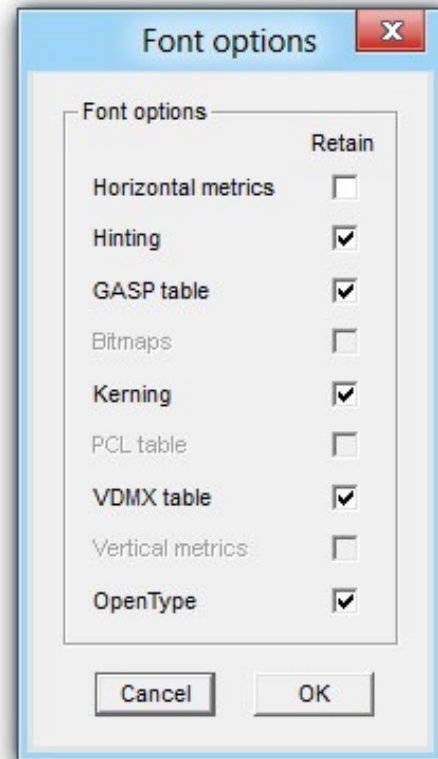 Font options
Font options
Retain
Horizontal metrics
Hinting
GASP table
Bitmaps
Kerning
PCL table
VDMX table
Vertical metrics
OpenType
Cancel OK